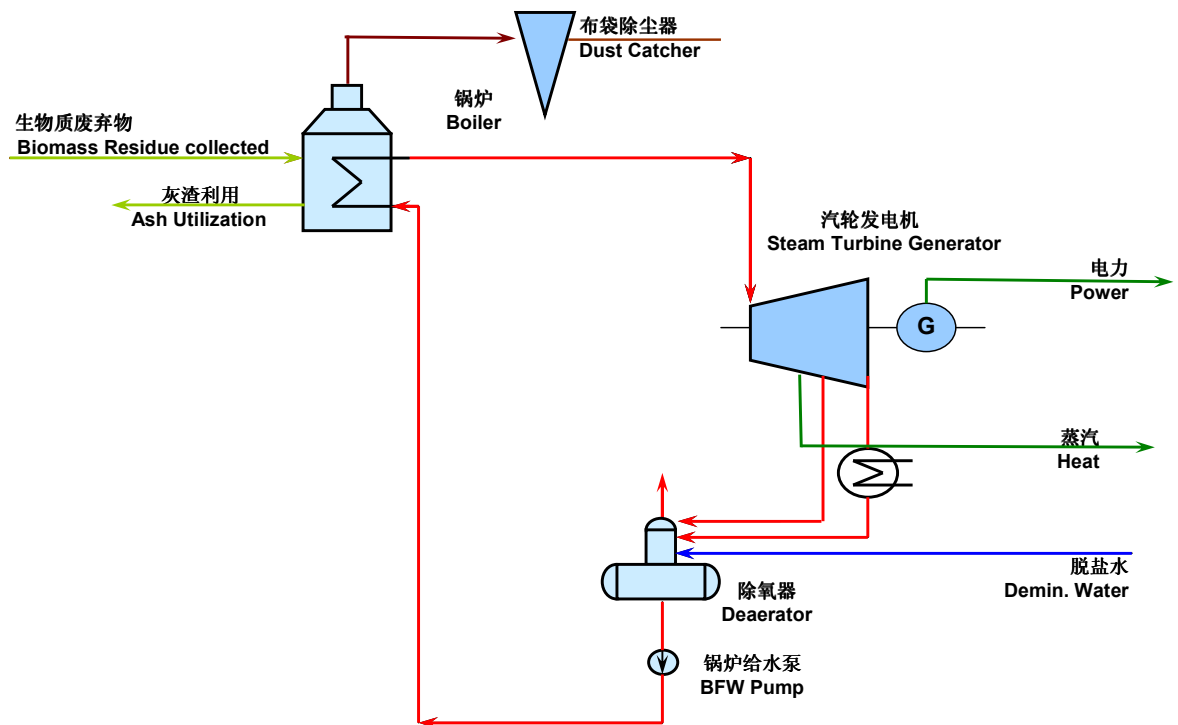 布袋除尘器
Dust Catcher
锅炉
Boiler
生物质废弃物
Biomass Residue collected
灰渣利用
Ash Utilization
汽轮发电机
Steam Turbine Generator
电力
Power
G
蒸汽
Heat
脱盐水
Demin. Water
除氧器
Deaerator
锅炉给水泵
BFW Pump